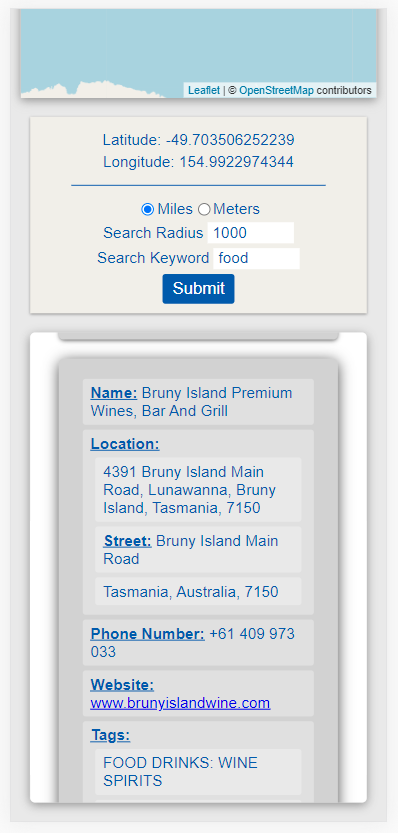 Leaflet | © OpenStreetMap contributors
Latitude: -49.703506252239
Longitude: 154.9922974344
Miles Meters
Search Radius 1000
Search Keyword food
Submit
Name: Bruny Island Premium
Wines, Bar And Grill
Location:
4391 Bruny Island Main
Road, Lunawanna, Bruny
Island, Tasmania, 7150
Street: Bruny Island Main
Road
Tasmania, Australia, 7150
Phone Number: +61 409 973
033
Website:
www.brunyislandwine.com
Tags:
FOOD DRINKS: WINE
SPIRITS